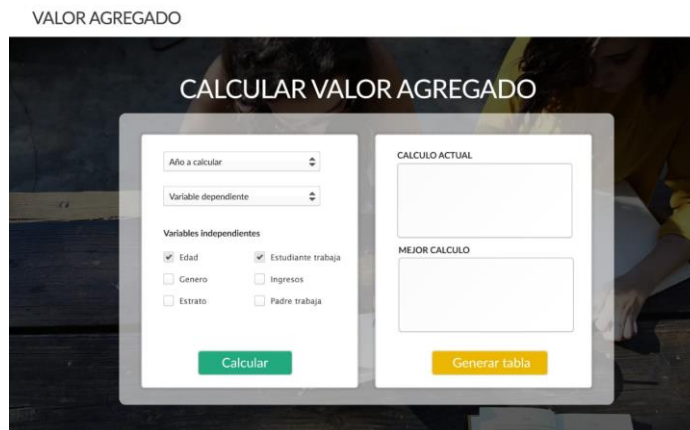 VALOR AGREGADO
CALCULAR VALOR AGREGADO
Año a calcular
Variable dependiente
Variables independientes
Edad
Estudiante trabaja
Genero
Ingresos
Estrato
Padre trabaja
Calcular
CALCULO ACTUAL
MEJOR CALCULO
Generar tabla